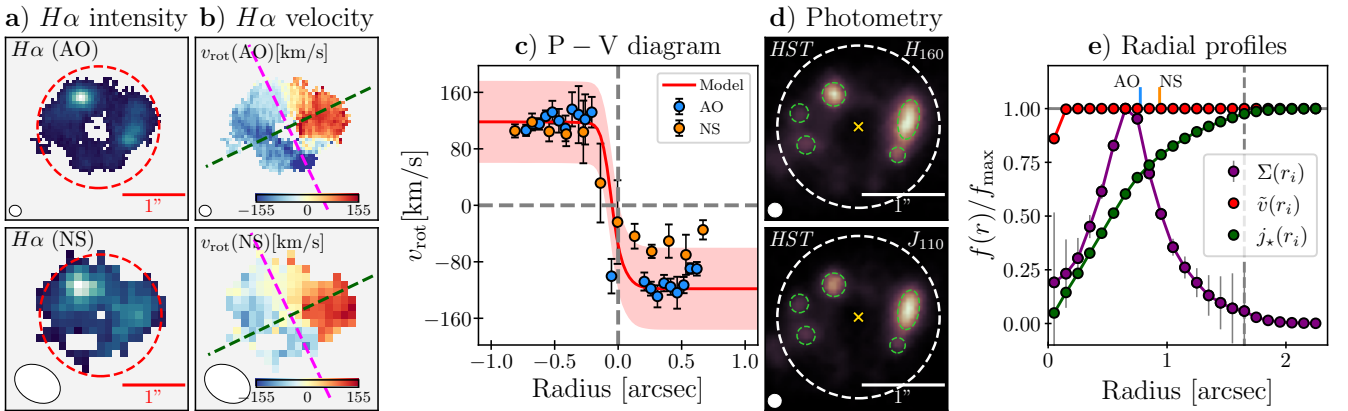 a) Hα intensity
b) Hα velocity
Hα (AO)
1”
v_rot(AO)[km/s]
−155 0 155
Hα (NS)
1”
v_rot(NS)[km/s]
−155 0 155
c) P − V diagram
160
80
0
−80
−160
v_rot[km/s]
Model
AO
NS
−1.0 −0.5 0.0 0.5 1.0
Radius [arcsec]
d) Photometry
HST H₁₆₀
1”
HST J₁₁₀
1”
e) Radial profiles
AO NS
1.00
0.75
0.50
0.25
0.00
f(r)/f_max
Σ(r_i)
ṽ(r_i)
j_⋆(r_i)
0 1 2
Radius [arcsec]